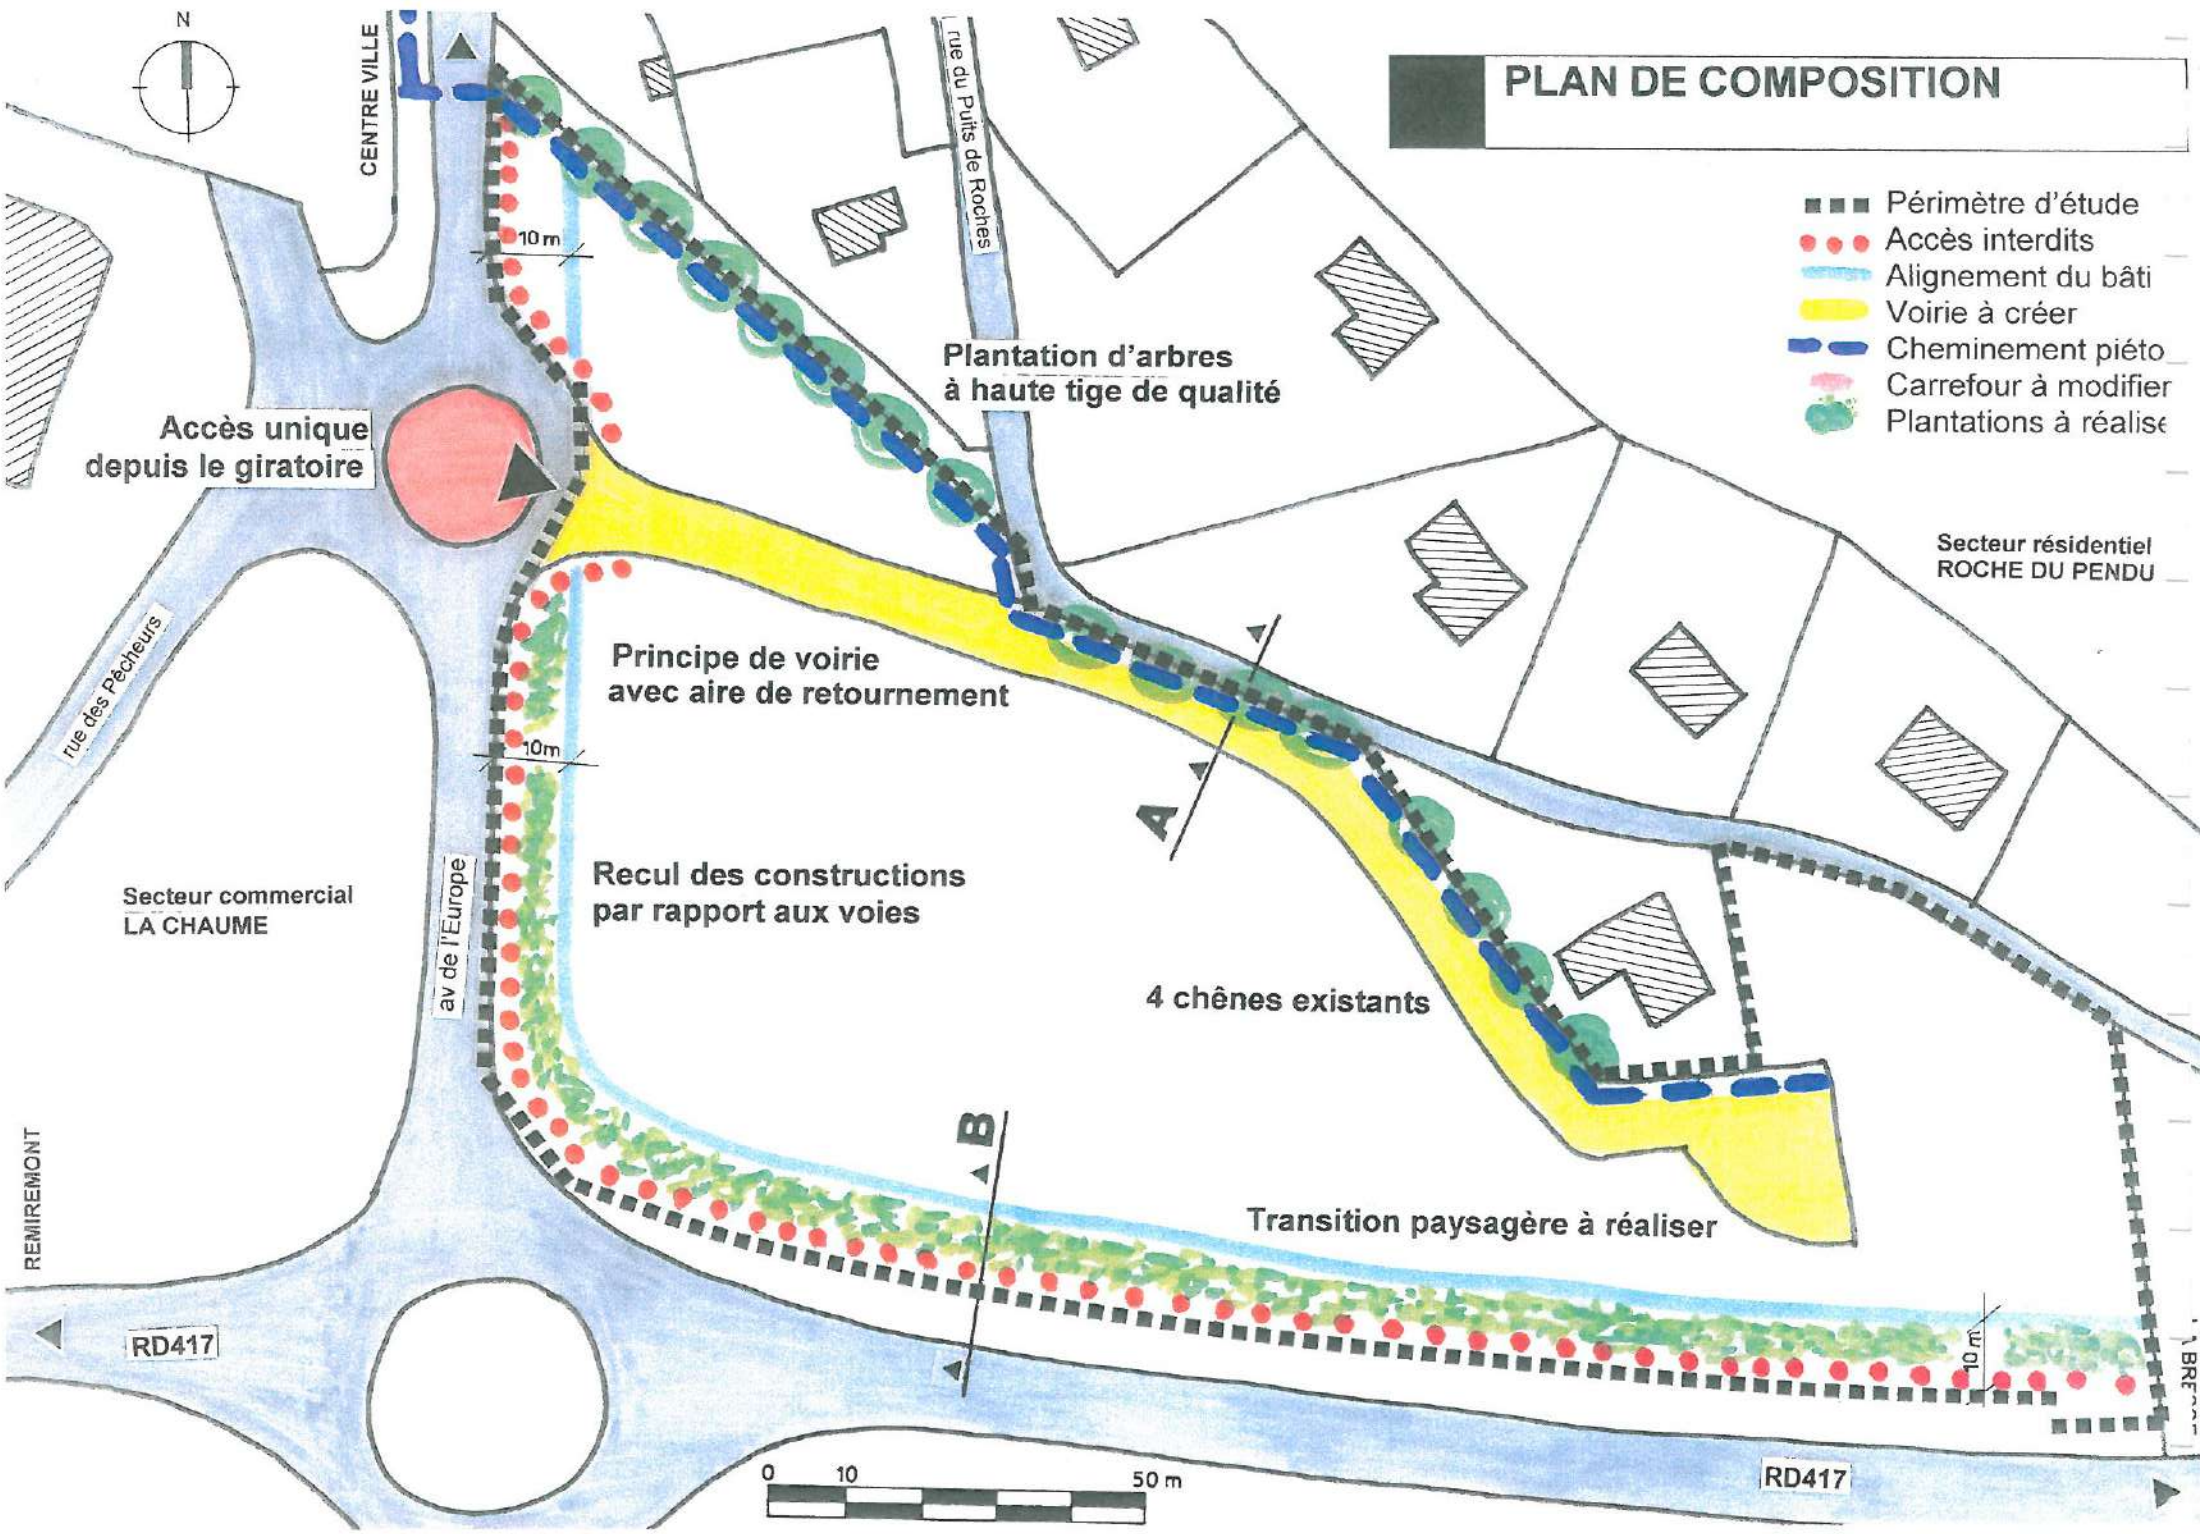 N
CENTRE VILLE
rue du Puits de Roches
PLAN DE COMPOSITION
Périmètre d'étude
Accès interdits
Alignement du bâti
Voirie à créer
Cheminement piéto
Carrefour à modifier
Plantations à réalise
10 m
Plantation d'arbres
à haute tige de qualité
Accès unique
depuis le giratoire
Secteur résidentiel
ROCHE DU PENDU
rue des Pêcheurs
Principe de voirie
avec aire de retournement
10m
A
Recul des constructions
par rapport aux voies
Secteur commercial
LA CHAUME
av de l'Europe
4 chênes existants
B
REMIREMONT
Transition paysagère à réaliser
10 m
RD417
0 10 50 m
RD417